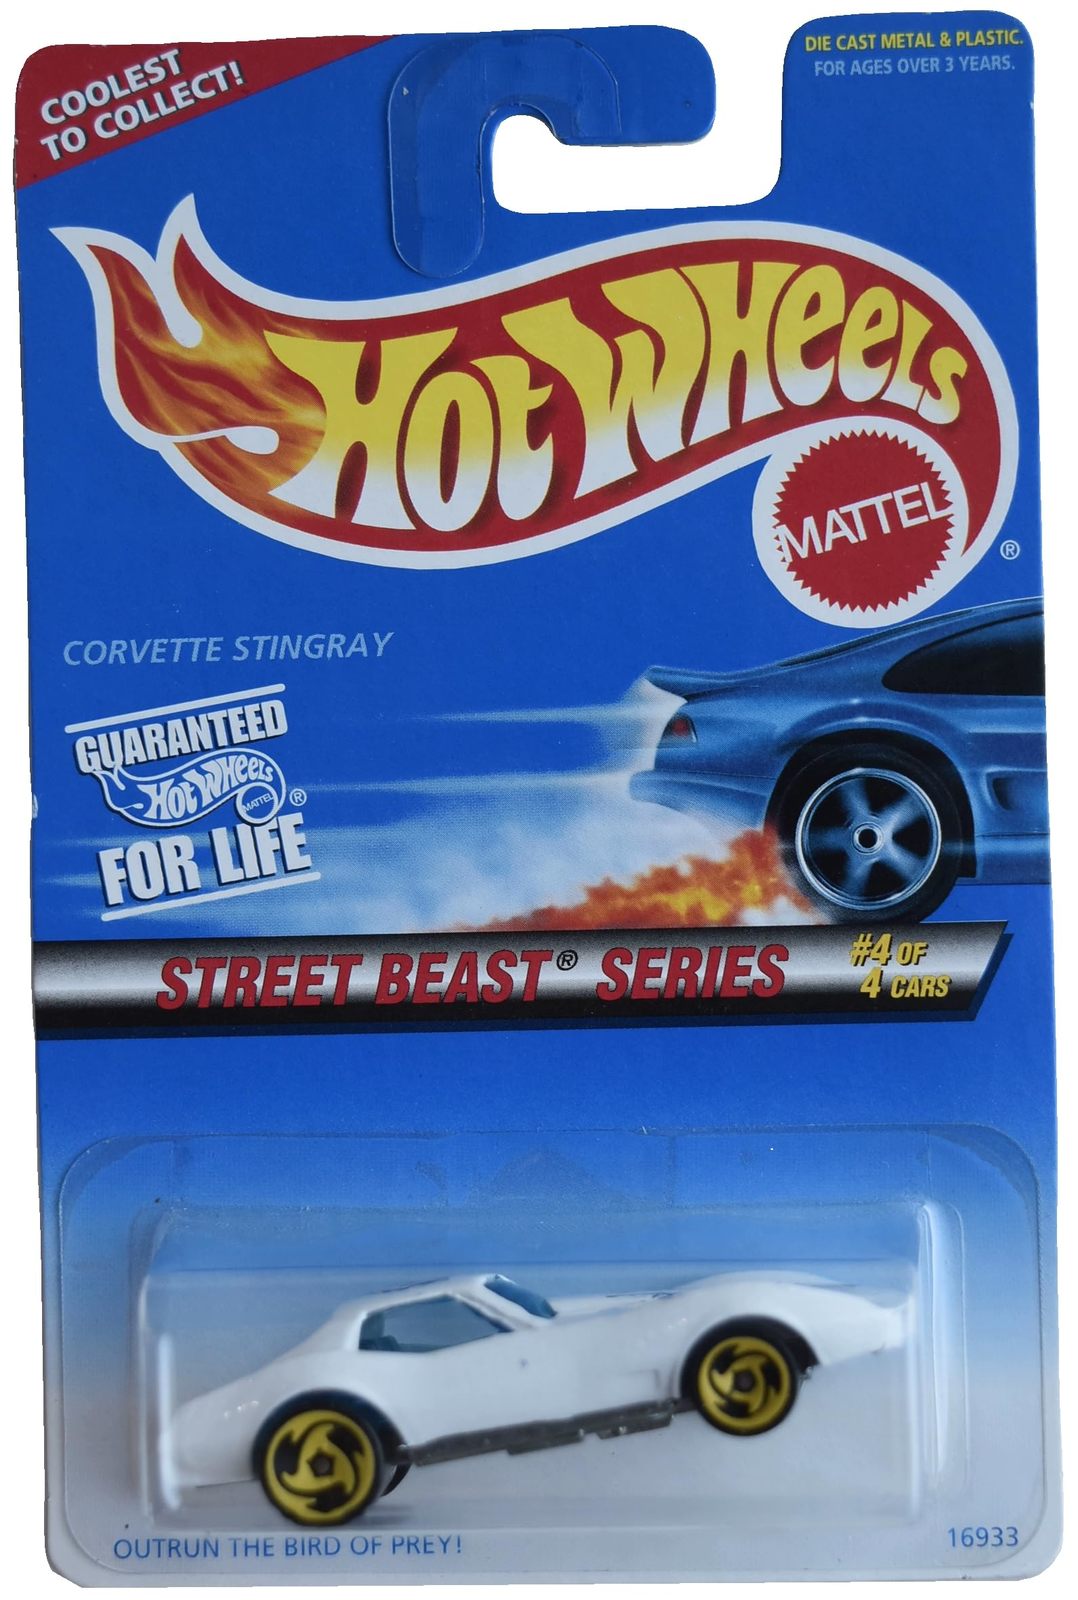 COOLEST
TO COLLECT!
DIE CAST METAL & PLASTIC.
FOR AGES OVER 3 YEARS.
HOT WHEELS
MATTEL
®
CORVETTE STINGRAY
GUARANTEED
HOT WHEELS
MATTEL
®
FOR LIFE
STREET BEAST® SERIES
#4 OF
4 CARS
OUTRUN THE BIRD OF PREY!
16933